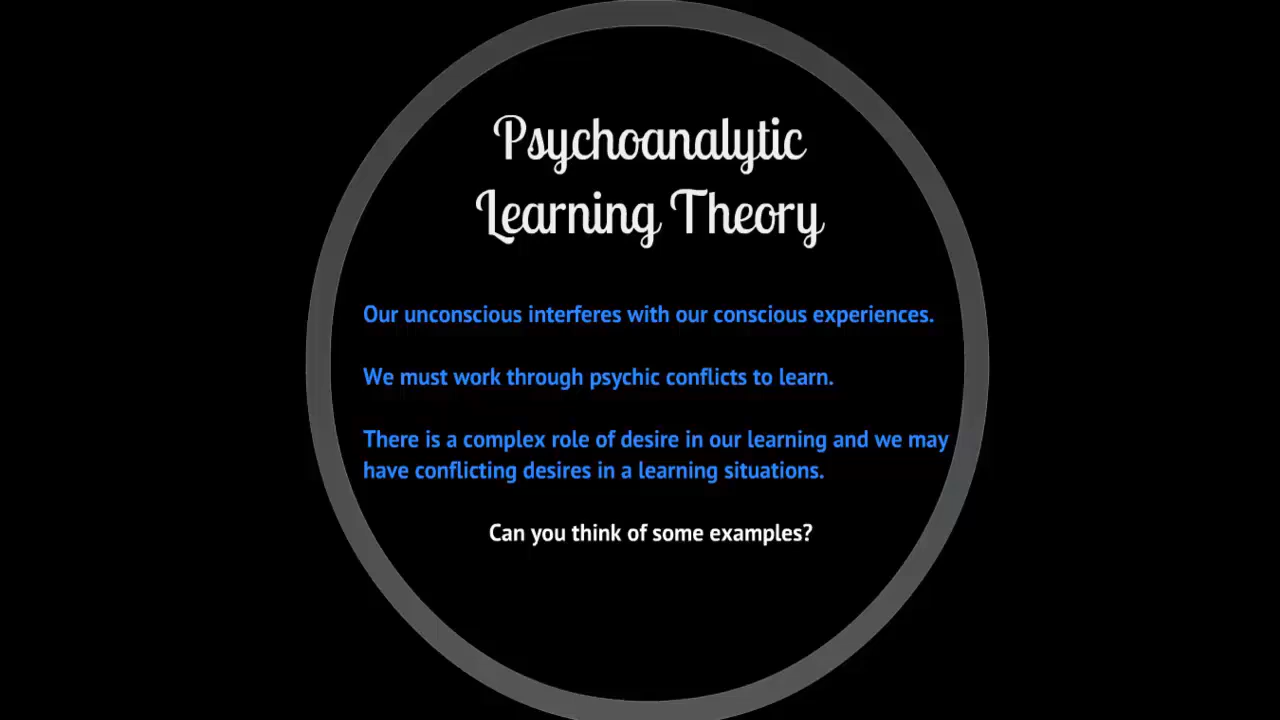 Psychoanalytic
Learning Theory
Our unconscious interferes with our conscious experiences.
We must work through psychic conflicts to learn.
There is a complex role of desire in our learning and we may
have conflicting desires in a learning situations.
Can you think of some examples?